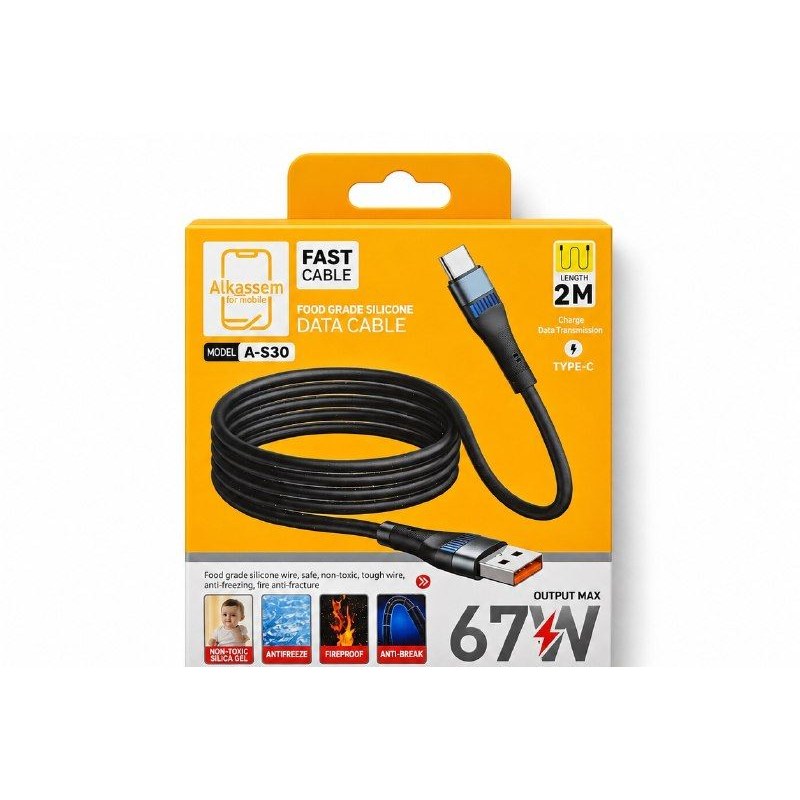 Alkassem
for mobile
FAST
CABLE
FOOD GRADE SILICONE
DATA CABLE
MODEL A-S30
LENGTH
2M
Charge
Data Transmission
TYPE-C
Food grade silicone wire, safe, non-toxic, tough wire,
anti-freezing, fire anti-fracture
NON-TOXIC
SILICA GEL
ANTIFREEZE
FIREPROOF
ANTI-BREAK
OUTPUT MAX
67W